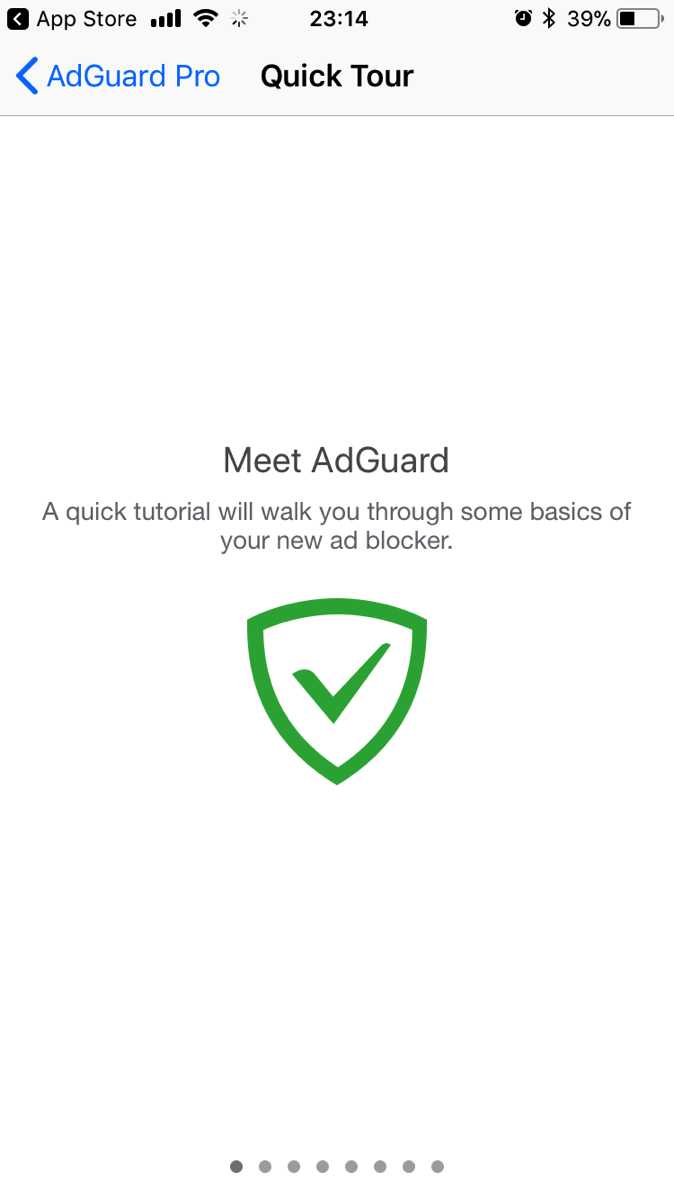 App Store 23:14 39%
AdGuard Pro Quick Tour
Meet AdGuard
A quick tutorial will walk you through some basics of
your new ad blocker.